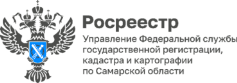 Росреестр
Управление Федеральной службы
государственной регистрации,
кадастра и картографии
по Самарской области